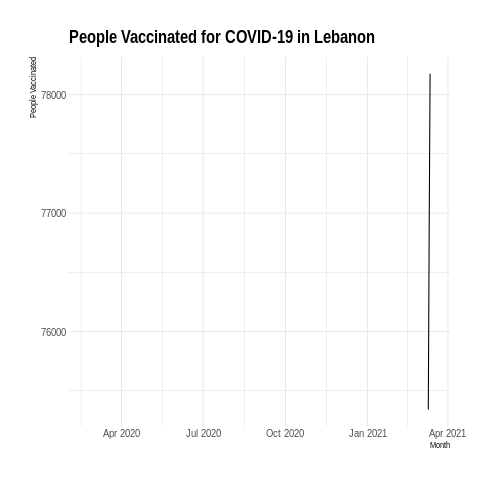 People Vaccinated for COVID-19 in Lebanon
People Vaccinated
78000
77000
76000
Apr 2020
Jul 2020
Oct 2020
Jan 2021
Apr 2021
Month